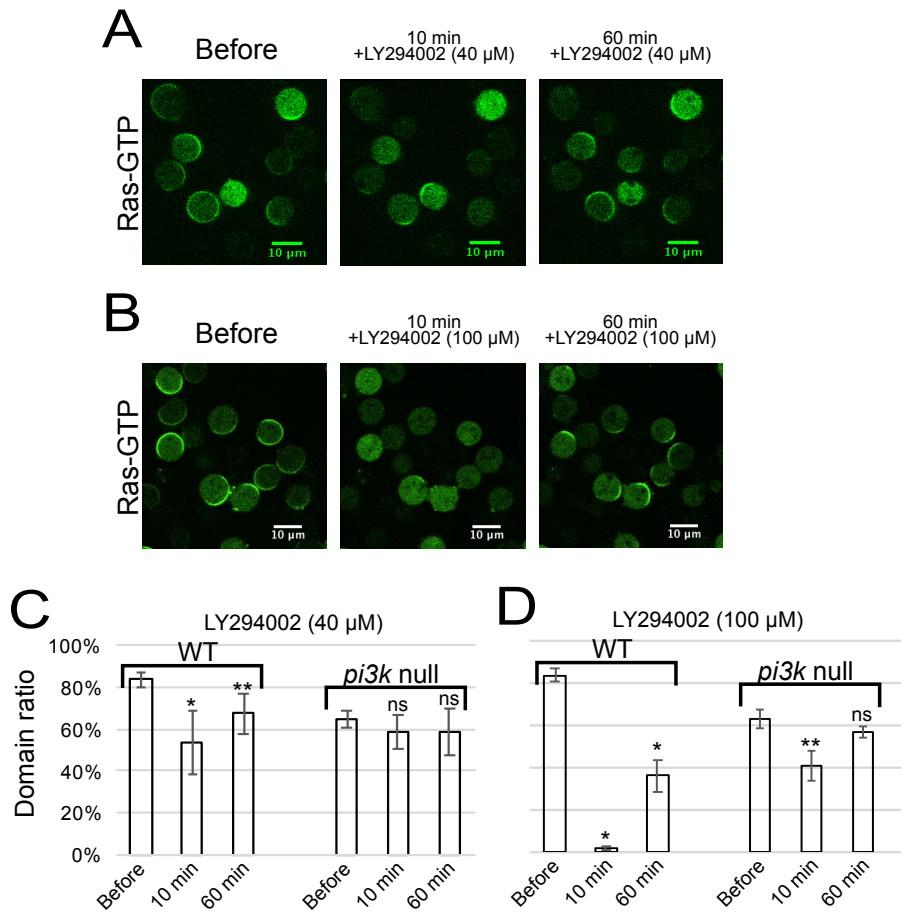 A
Before
10 min
+LY294002 (40 µM)
60 min
+LY294002 (40 µM)
Ras-GTP
10 µm
10 µm
10 µm
B
Before
10 min
+LY294002 (100 µM)
60 min
+LY294002 (100 µM)
Ras-GTP
10 µm
10 µm
10 µm
C
LY294002 (40 µM)
Domain ratio
100%
80%
60%
40%
20%
0%
WT
*
**
pi3k null
ns
ns
Before
10 min
60 min
Before
10 min
60 min
D
LY294002 (100 µM)
WT
*
*
pi3k null
**
ns
Before
10 min
60 min
Before
10 min
60 min